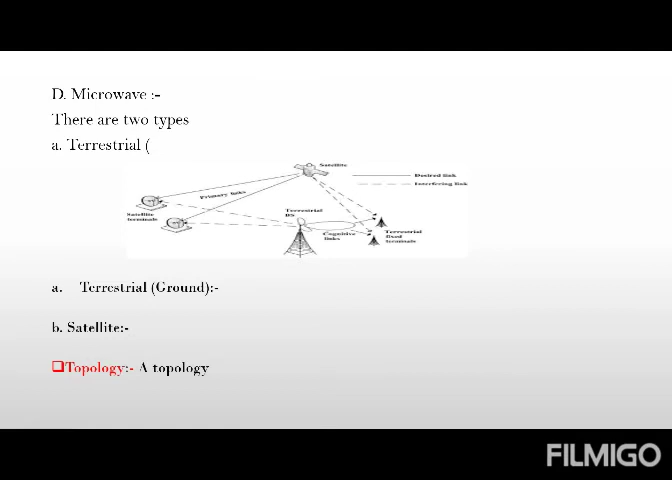 D. Microwave :-
There are two types
a. Terrestrial (
Satellite
Desired link
Interfering link
Primary links
Satellite
terminals
Terrestrial
BS
Cognitive
links
Terrestrial
fixed
terminals
a. Terrestrial (Ground):-
b. Satellite:-
❑Topology:- A topology
FILMIGO